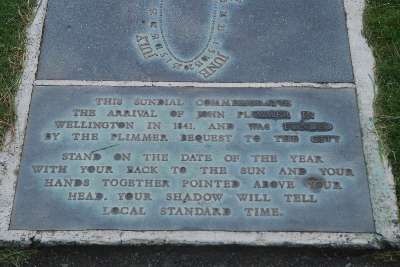 JULY
JUNE
THIS SUNDIAL COMMEMORATES
THE ARRIVAL OF JOHN PLIMMER IN
WELLINGTON IN 1841, AND WAS
BY THE PLIMMER BEQUEST TO THE CITY
STAND ON THE DATE OF THE YEAR
WITH YOUR BACK TO THE SUN AND YOUR
HANDS TOGETHER POINTED ABOVE YOUR
HEAD. YOUR SHADOW WILL TELL
LOCAL STANDARD TIME.